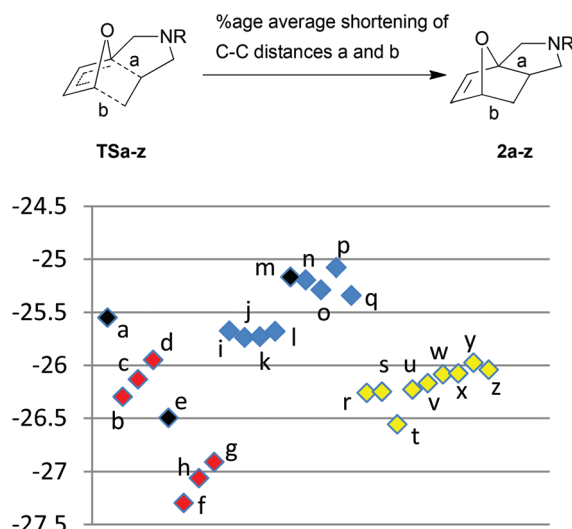 %age average shortening of
C-C distances a and b
O
NR
a
b
TSa-z
O
NR
a
b
2a-z
-24.5
-25
-25.5
-26
-26.5
-27
-27.5
a
b
c
d
e
f
h
g
i
j
k
l
m
n
o
p
q
r
s
t
u
v
w
x
y
z